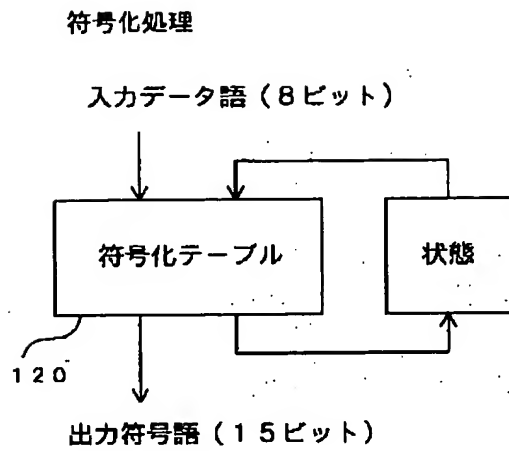 符号化処理
入力データ語（８ビット）
符号化テーブル
状態
１２０
出力符号語（１５ビット）